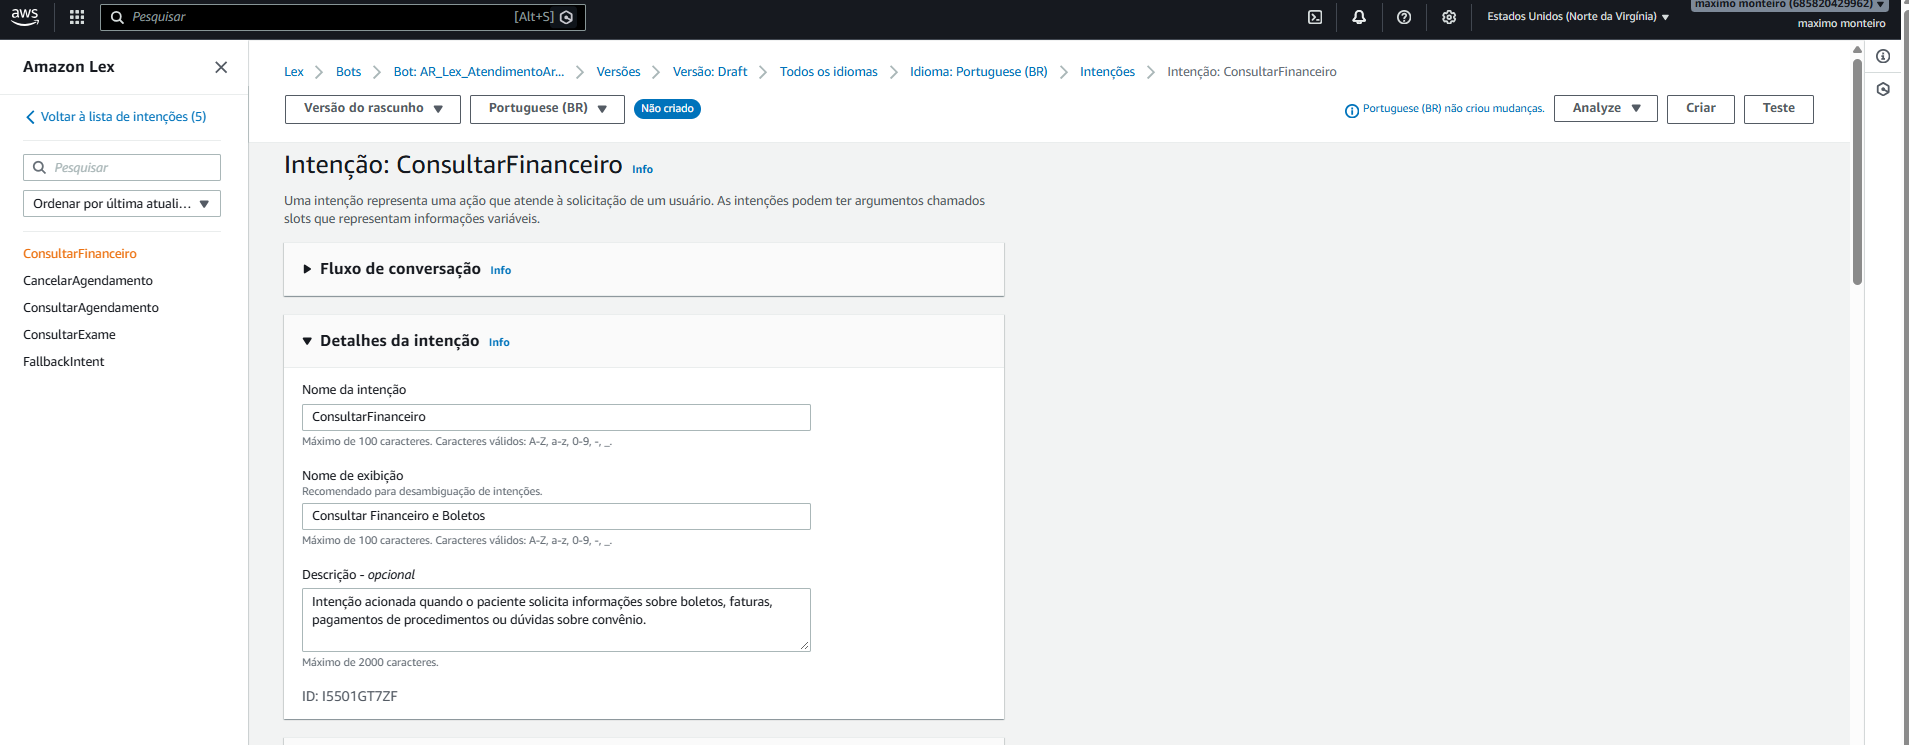 aws
Pesquisar
[Alt+S]
Estados Unidos (Norte da Virgínia)
maximo monteiro (685820429962)
maximo monteiro
Amazon Lex
Voltar à lista de intenções (5)
Pesquisar
Ordenar por última atuali...
ConsultarFinanceiro
CancelarAgendamento
ConsultarAgendamento
ConsultarExame
FallbackIntent
Lex
Bots
Bot: AR_Lex_AtendimentoAr...
Versões
Versão: Draft
Todos os idiomas
Idioma: Portuguese (BR)
Intenções
Intenção: ConsultarFinanceiro
Versão do rascunho
Portuguese (BR)
Não criado
Portuguese (BR) não criou mudanças.
Analyze
Criar
Teste
Intenção: ConsultarFinanceiro Info
Uma intenção representa uma ação que atende à solicitação de um usuário. As intenções podem ter argumentos chamados
slots que representam informações variáveis.
Fluxo de conversação Info
Detalhes da intenção Info
Nome da intenção
ConsultarFinanceiro
Máximo de 100 caracteres. Caracteres válidos: A-Z, a-z, 0-9, -, _.
Nome de exibição
Recomendado para desambiguação de intenções.
Consultar Financeiro e Boletos
Máximo de 100 caracteres. Caracteres válidos: A-Z, a-z, 0-9, -, _.
Descrição - opcional
Intenção acionada quando o paciente solicita informações sobre boletos, faturas,
pagamentos de procedimentos ou dúvidas sobre convênio.
Máximo de 2000 caracteres.
ID: I5501GT7ZF